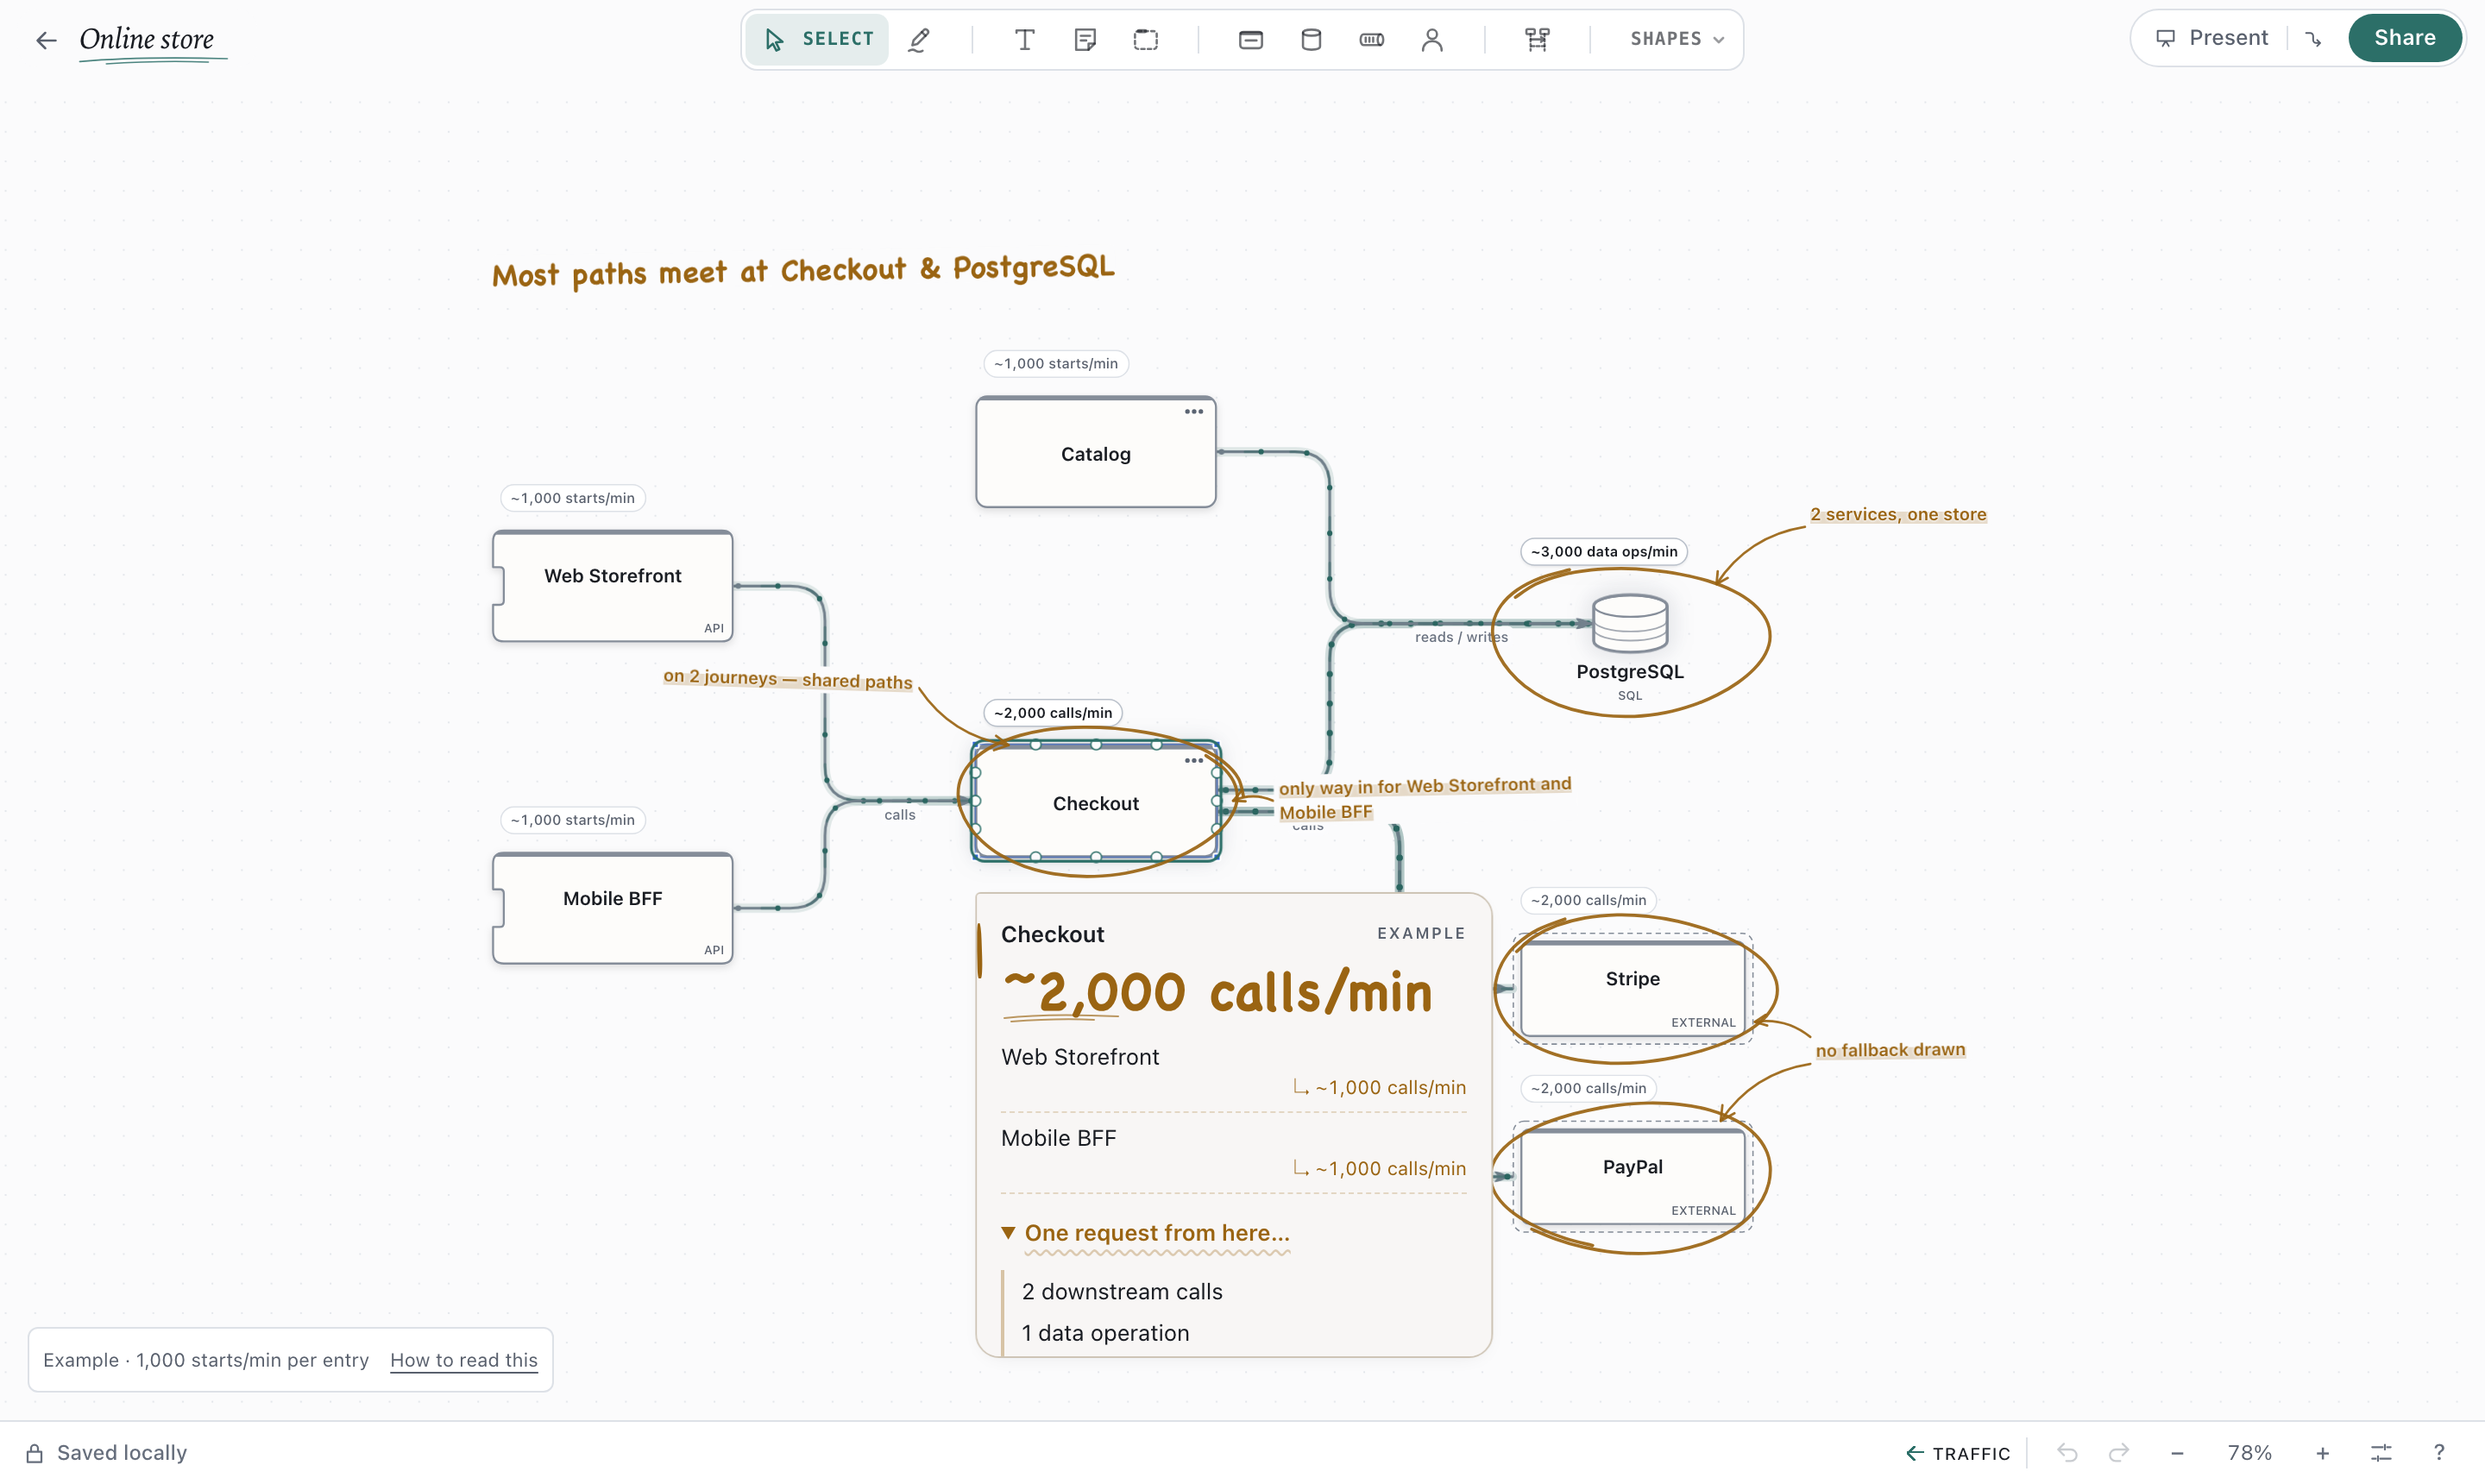 Online store
SELECT
SHAPES
Present
Share
Most paths meet at Checkout & PostgreSQL
~1,000 starts/min
Catalog
~1,000 starts/min
Web Storefront
API
2 services, one store
~3,000 data ops/min
reads / writes
PostgreSQL
SQL
on 2 journeys — shared paths
~2,000 calls/min
Checkout
calls
only way in for Web Storefront and
Mobile BFF
calls
~1,000 starts/min
Mobile BFF
API
~2,000 calls/min
Stripe
EXTERNAL
no fallback drawn
~2,000 calls/min
PayPal
EXTERNAL
Checkout
EXAMPLE
~2,000 calls/min
Web Storefront
~1,000 calls/min
Mobile BFF
~1,000 calls/min
One request from here...
2 downstream calls
1 data operation
Example · 1,000 starts/min per entry How to read this
Saved locally
TRAFFIC
78%
?